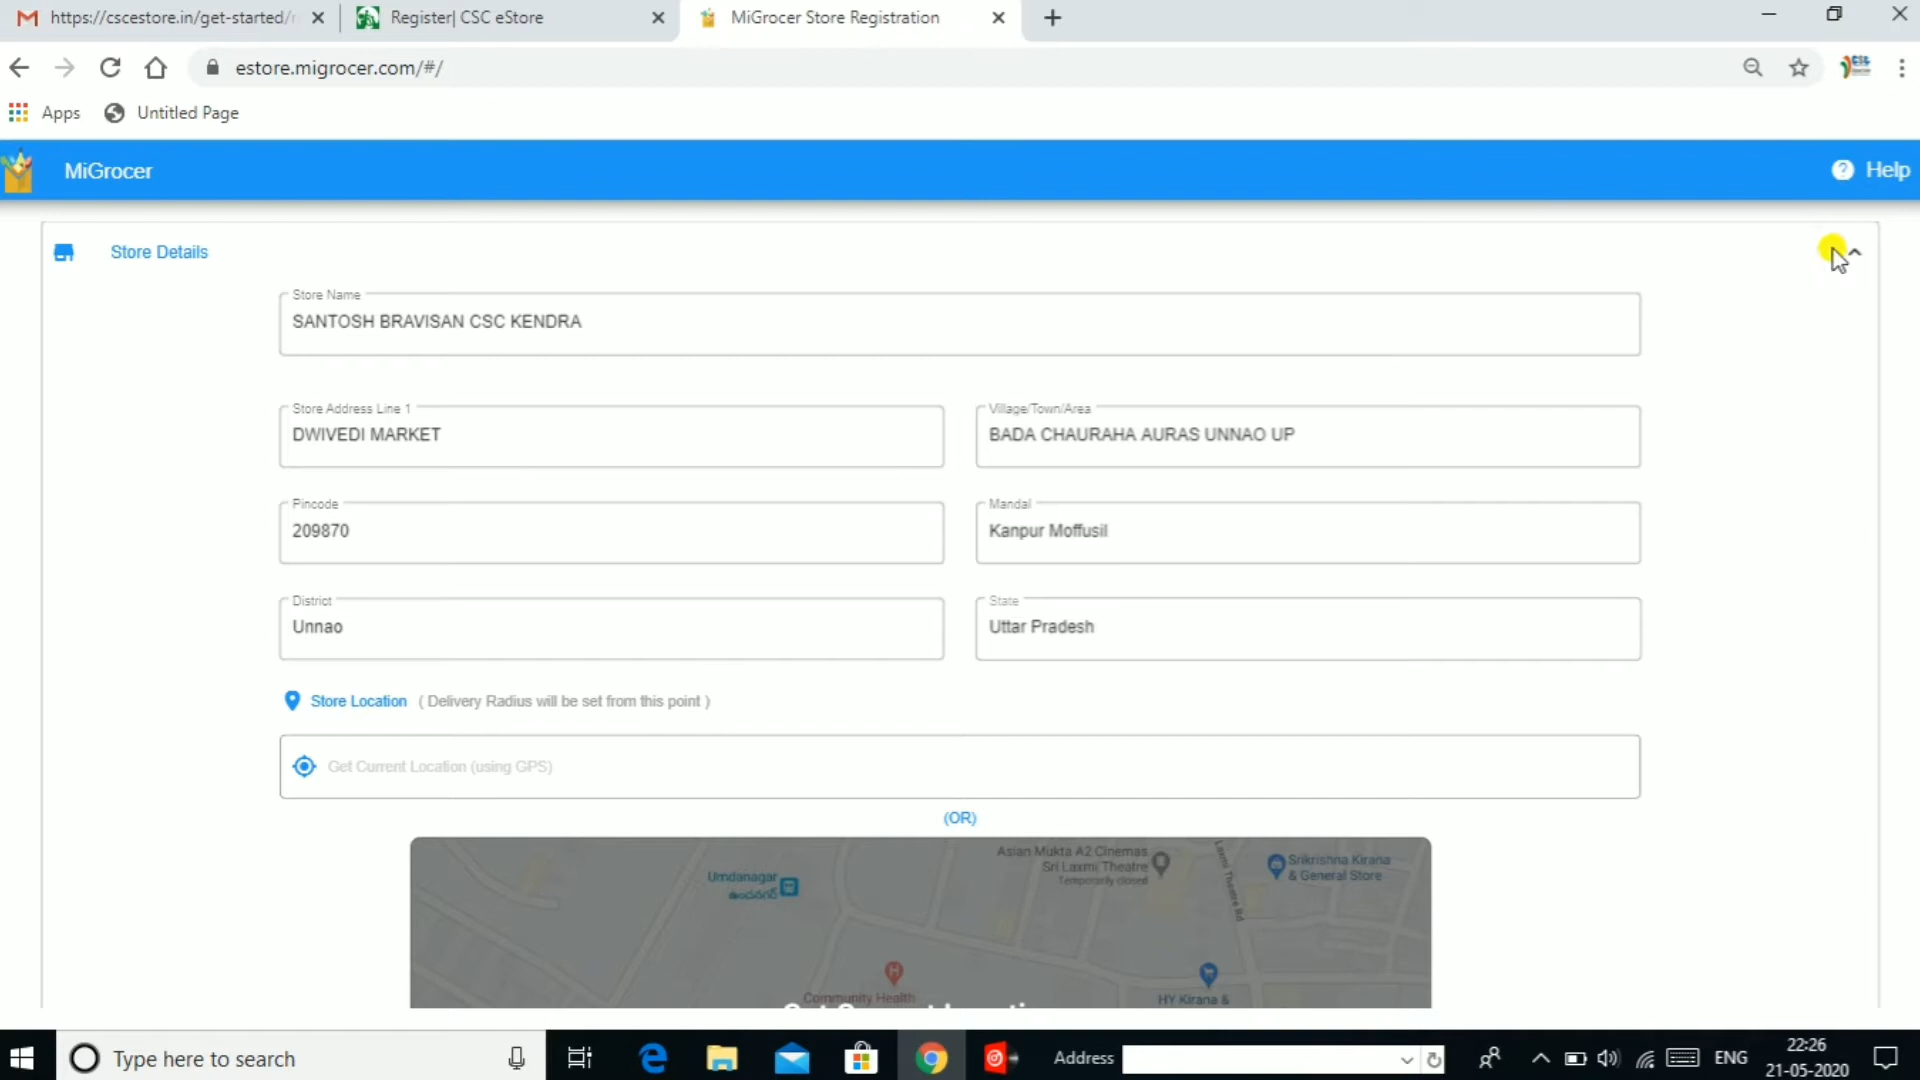 https://cscestore.in/get-started/r
Register| CSC eStore
MiGrocer Store Registration
estore.migrocer.com/#/
Apps
Untitled Page
MiGrocer
Help
Store Details
Store Name
SANTOSH BRAVISAN CSC KENDRA
Store Address Line 1
DWIVEDI MARKET
Village/Town/Area
BADA CHAURAHA AURAS UNNAO UP
Pincode
209870
Mandal
Kanpur Moffusil
District
Unnao
State
Uttar Pradesh
Store Location ( Delivery Radius will be set from this point )
Get Current Location (using GPS)
(OR)
Asian Mukta A2 Cinemas
Sri Laxmi Theatre
Temporarily closed
Laxmi Theatre Rd
Srikrishna Kirana
& General Store
Umdanagar
Community Health
HY Kirana &
Type here to search
Address
ENG
22:26
21-05-2020